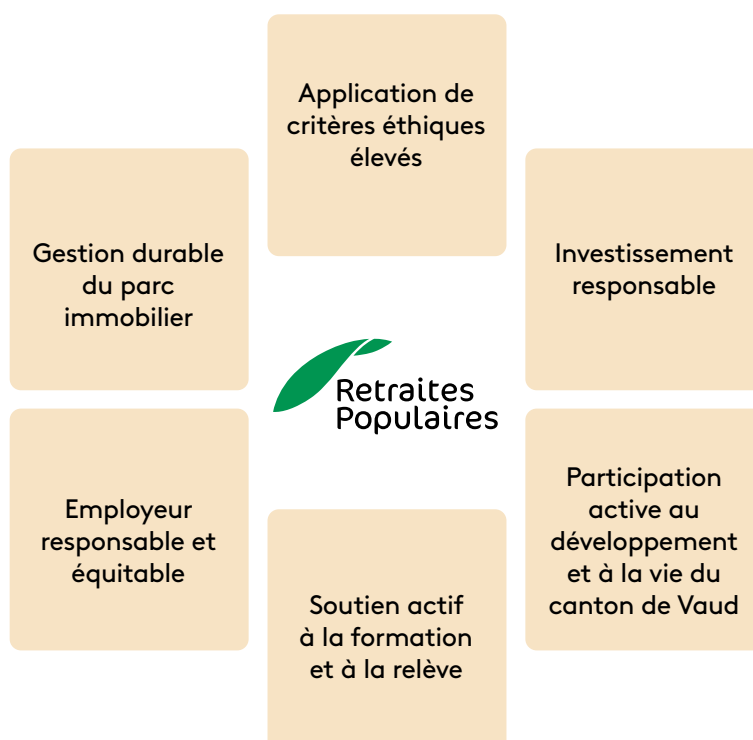 Application de
critères éthiques
élevés
Gestion durable
du parc
immobilier
Investissement
responsable
Retraites
Populaires
Employeur
responsable et
équitable
Participation
active au
développement
et à la vie du
canton de Vaud
Soutien actif
à la formation
et à la relève